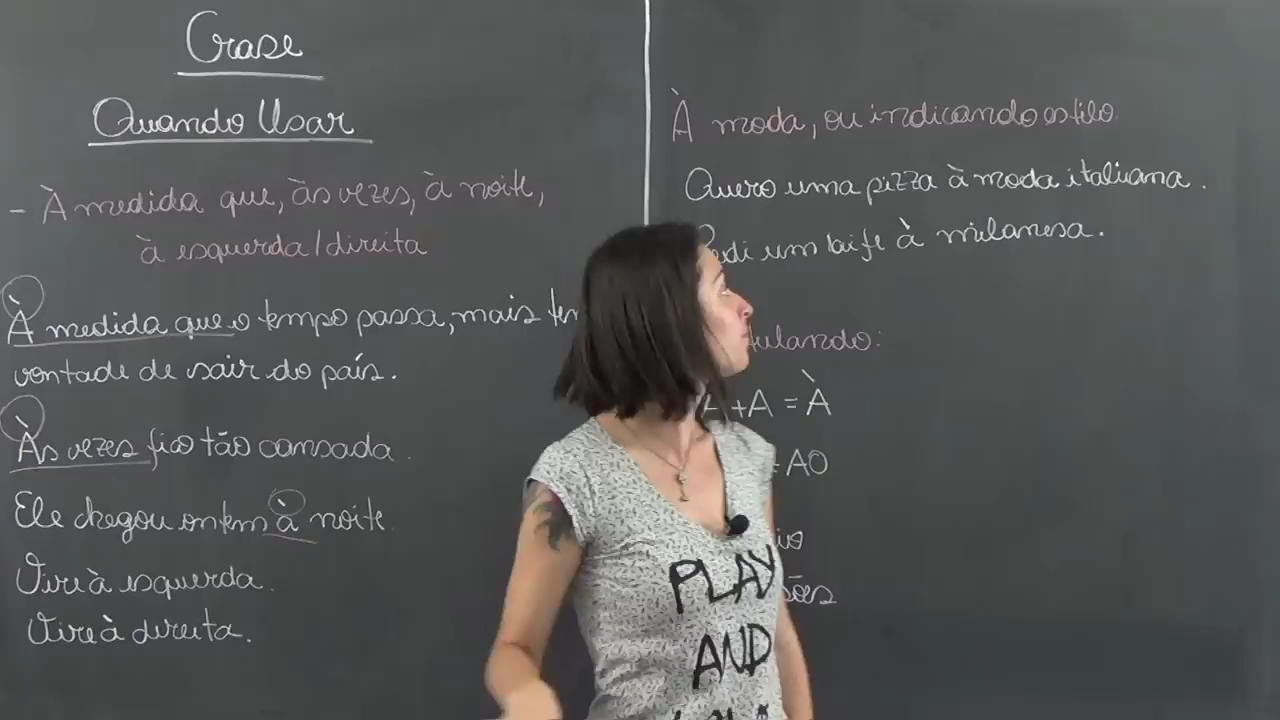 Crase
Quando Usar
- À medida que, às vezes, à noite,
à esquerda/direita
À medida que o tempo passa, mais
vontade de sair do país.
Às vezes fico tão cansada.
Ele chegou ontem à noite.
Vire à esquerda.
Vire à direita.
À moda, ou indicando estilo.
Quero uma pizza à moda italiana.
um bife à milanesa.
A + A = À
AO
PLAY
AND